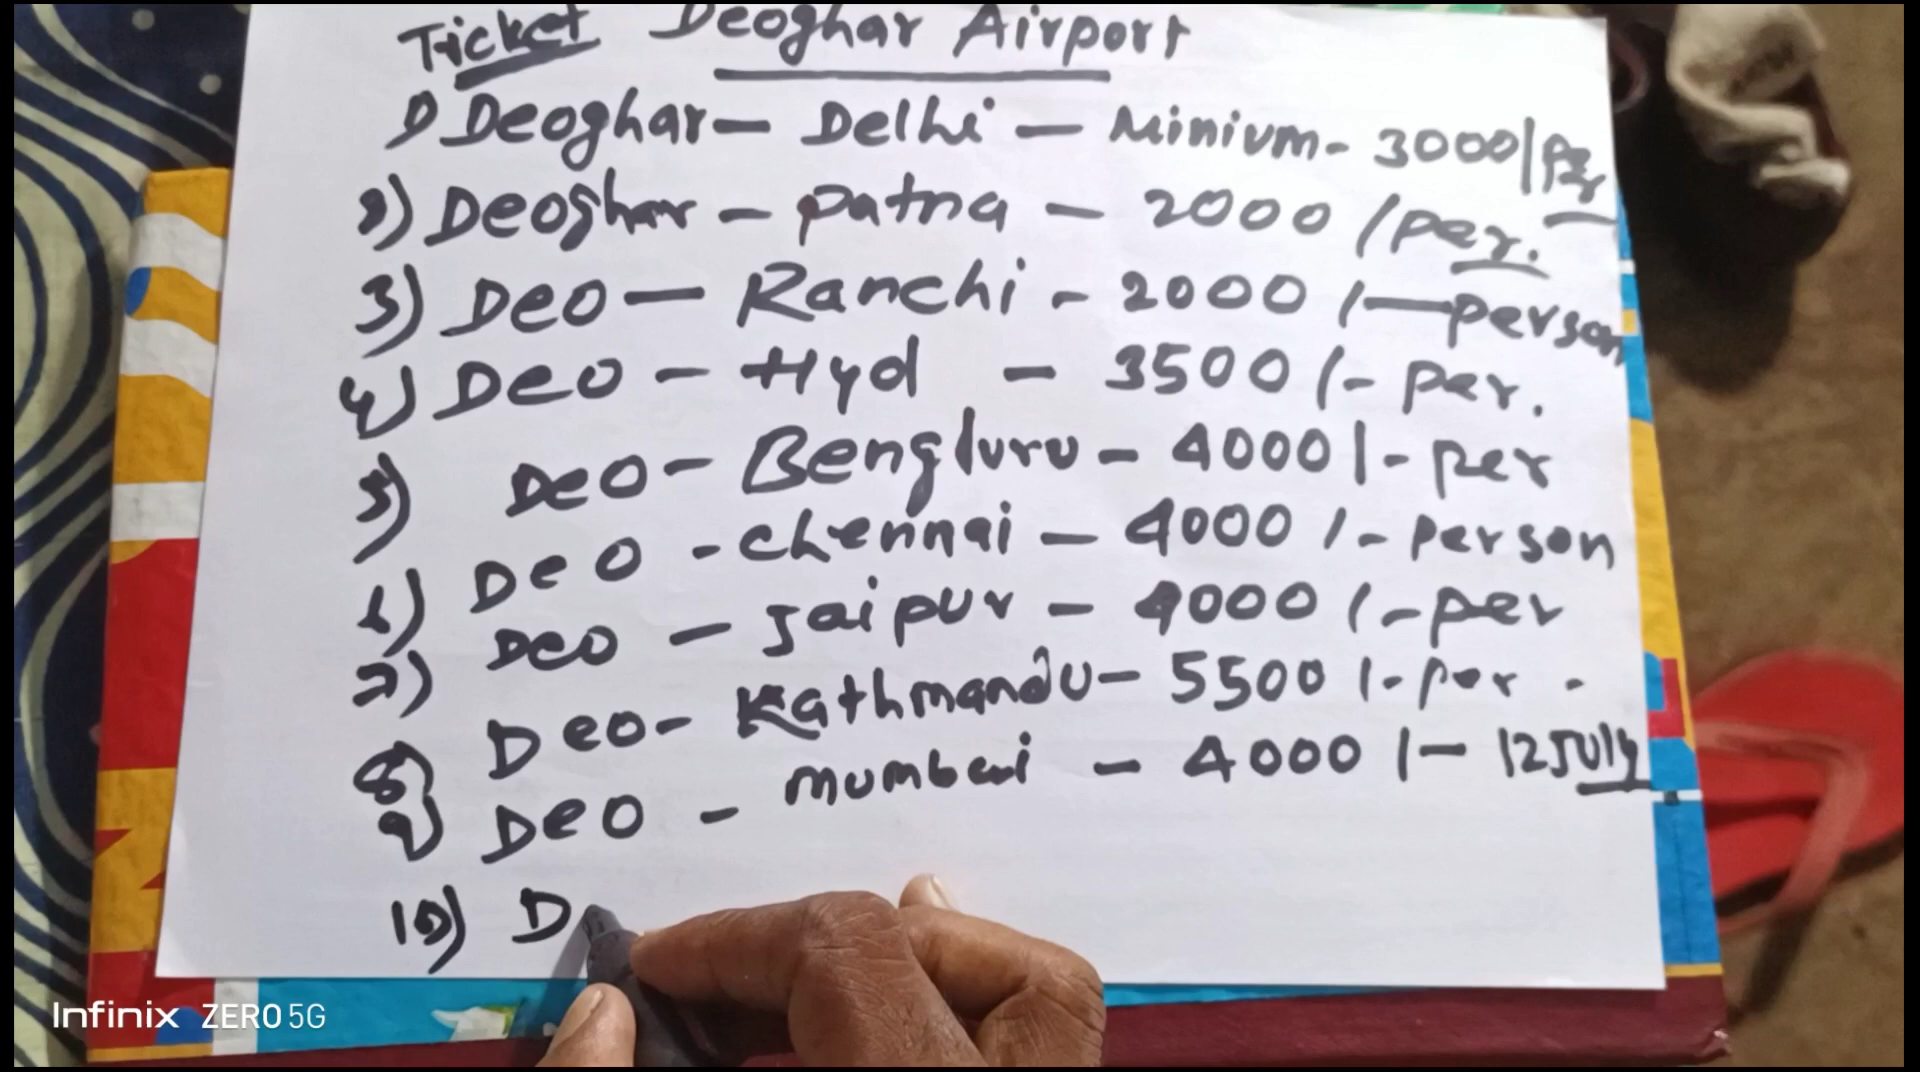 Ticket Deoghar Airport
1) Deoghar - Delhi - Minium - 3000/per
2) Deoghar - Patna - 2000 /per.
3) Deo - Ranchi - 2000 /- person
4) Deo - Hyd - 3500 /- per.
5) Deo - Bengluru - 4000 /- per
6) Deo - chennai - 4000 /- person
7) Deo - Jaipur - 4000 /- per
8) Deo - Kathmandu - 5500 /- per.
9) Deo - mumbai - 4000 /- 12 July
10) D
Infinix ZERO 5G